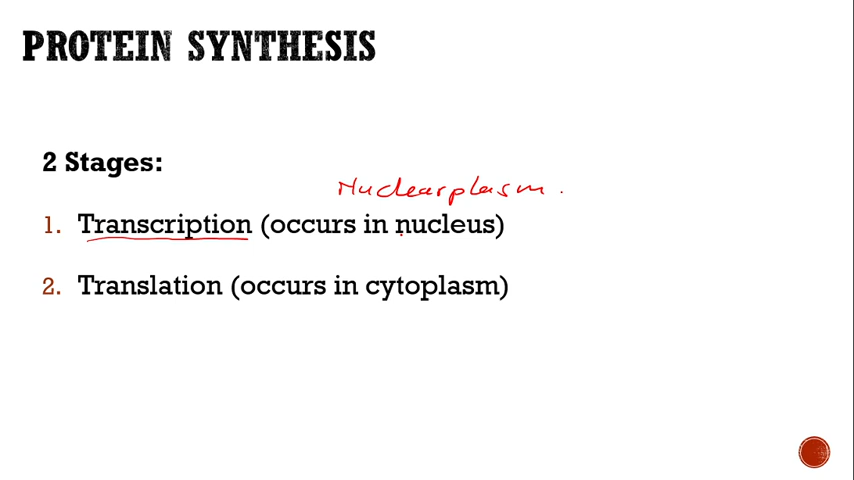 PROTEIN SYNTHESIS
2 Stages:
Nuclearplasm.
1. Transcription (occurs in nucleus)
2. Translation (occurs in cytoplasm)